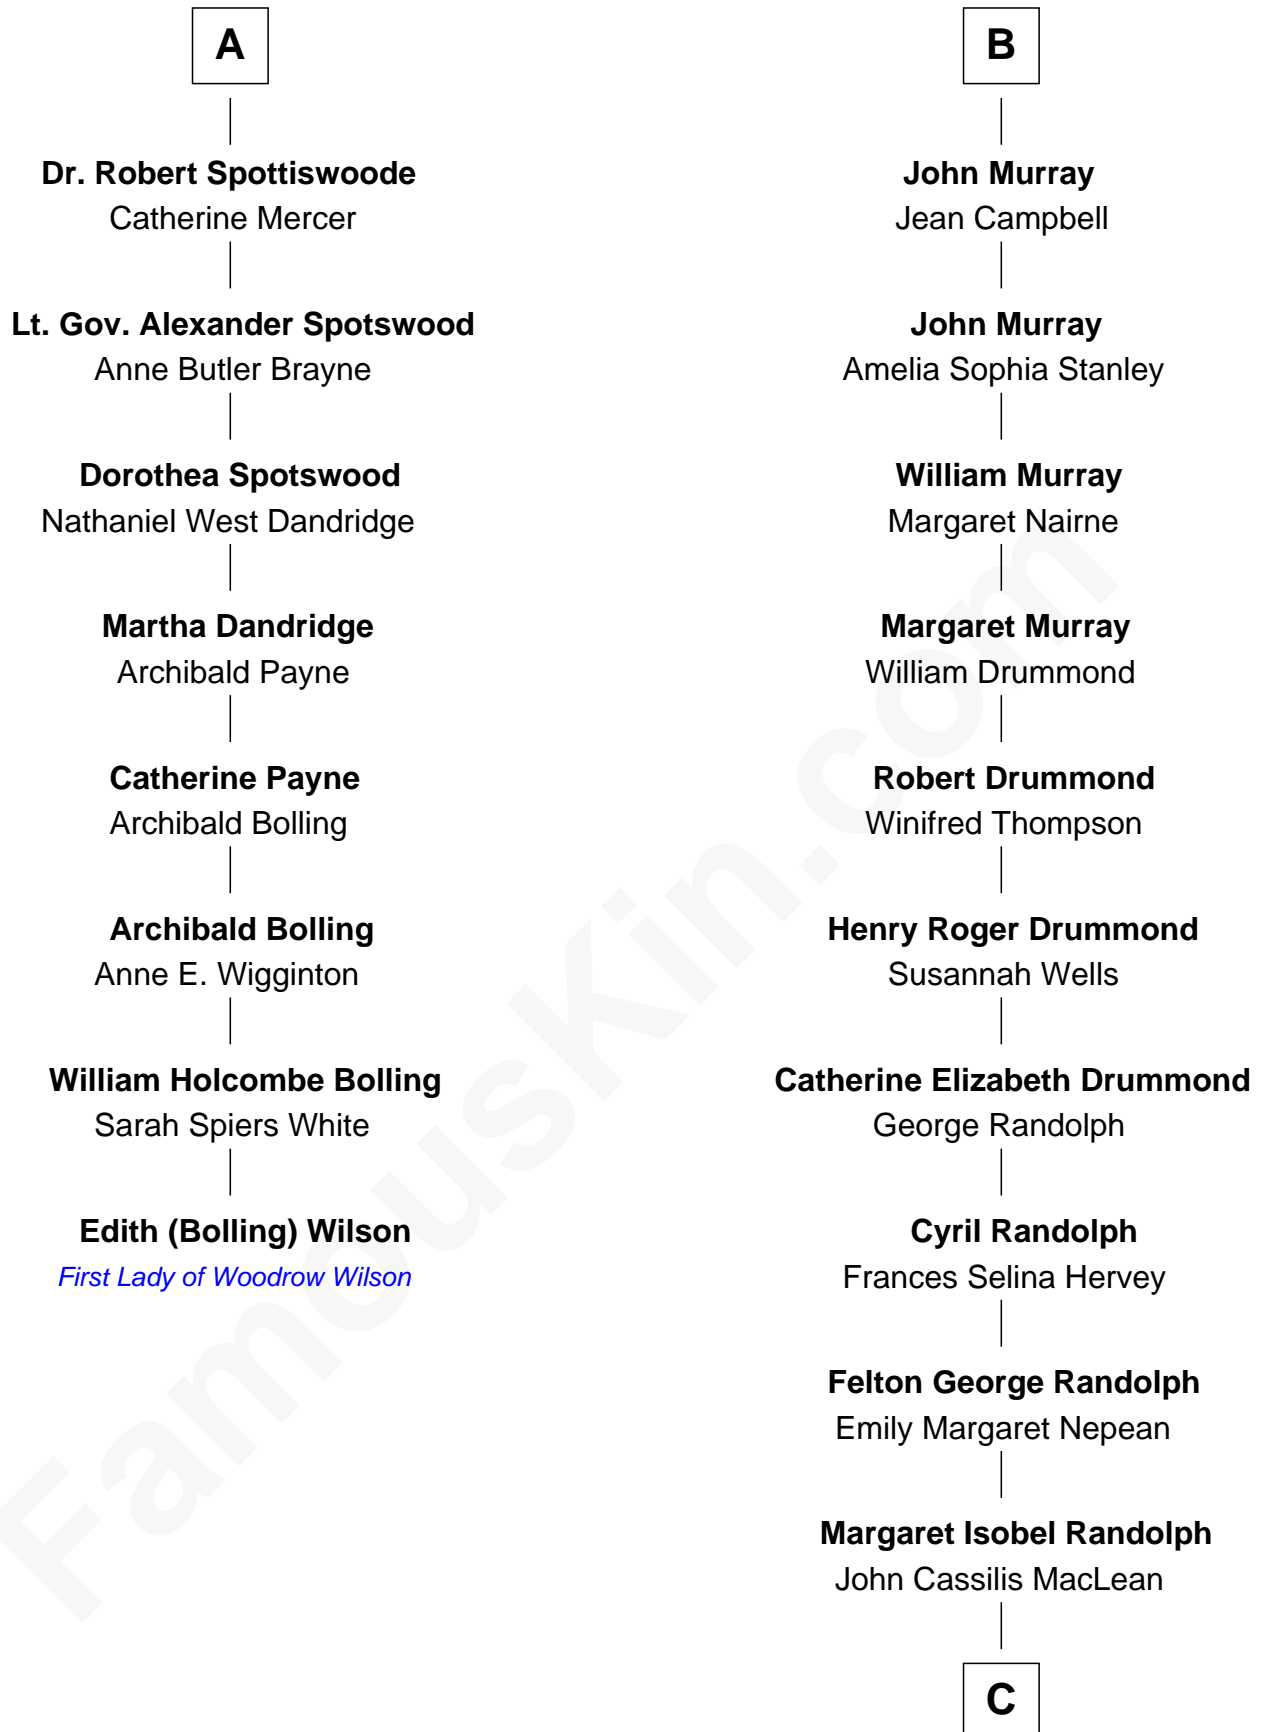 A
Dr. Robert Spottiswoode
Catherine Mercer
Lt. Gov. Alexander Spotswood
Anne Butler Brayne
Dorothea Spotswood
Nathaniel West Dandridge
Martha Dandridge
Archibald Payne
Catherine Payne
Archibald Bolling
Archibald Bolling
Anne E. Wigginton
William Holcombe Bolling
Sarah Spiers White
Edith (Bolling) Wilson
First Lady of Woodrow Wilson
B
John Murray
Jean Campbell
John Murray
Amelia Sophia Stanley
William Murray
Margaret Nairne
Margaret Murray
William Drummond
Robert Drummond
Winifred Thompson
Henry Roger Drummond
Susannah Wells
Catherine Elizabeth Drummond
George Randolph
Cyril Randolph
Frances Selina Hervey
Felton George Randolph
Emily Margaret Nepean
Margaret Isobel Randolph
John Cassilis MacLean
C
FamousKin.com